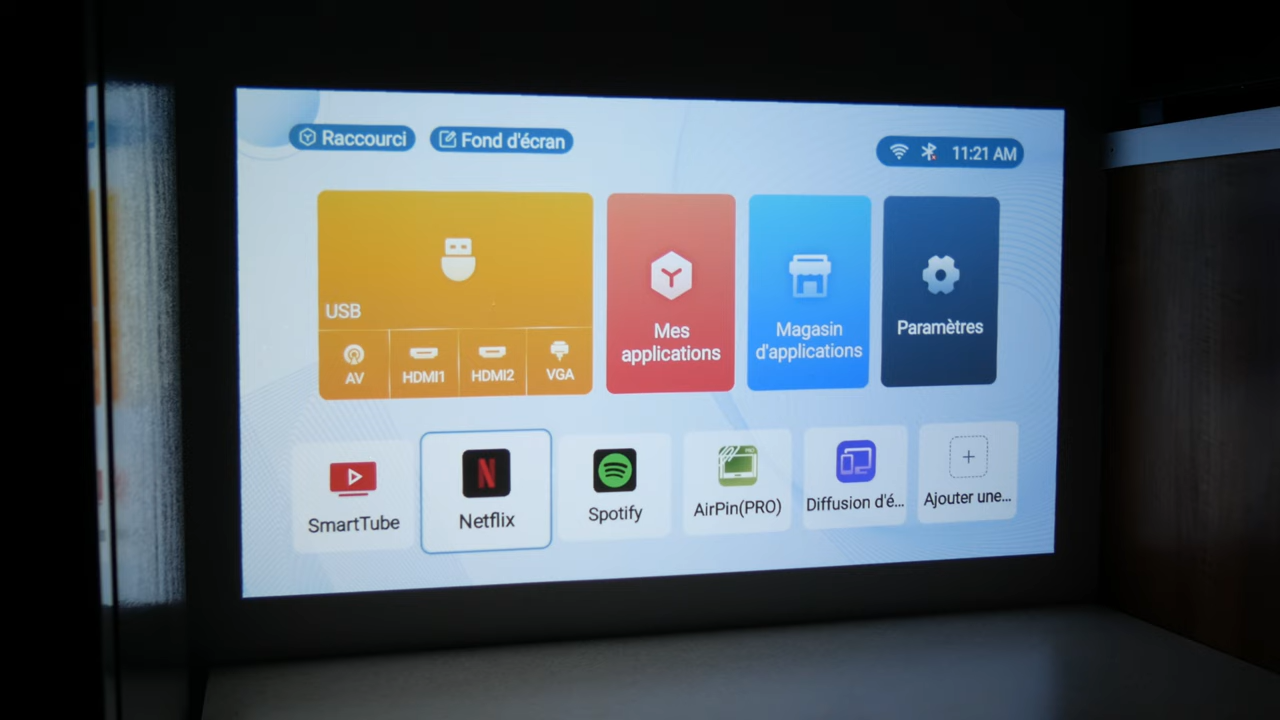 Raccourci
Fond d'écran
11:21 AM
USB
AV
HDMI1
HDMI2
VGA
Mes
applications
Magasin
d'applications
Paramètres
SmartTube
N
Netflix
Spotify
PRO
AirPin(PRO)
Diffusion d'é...
Ajouter une...